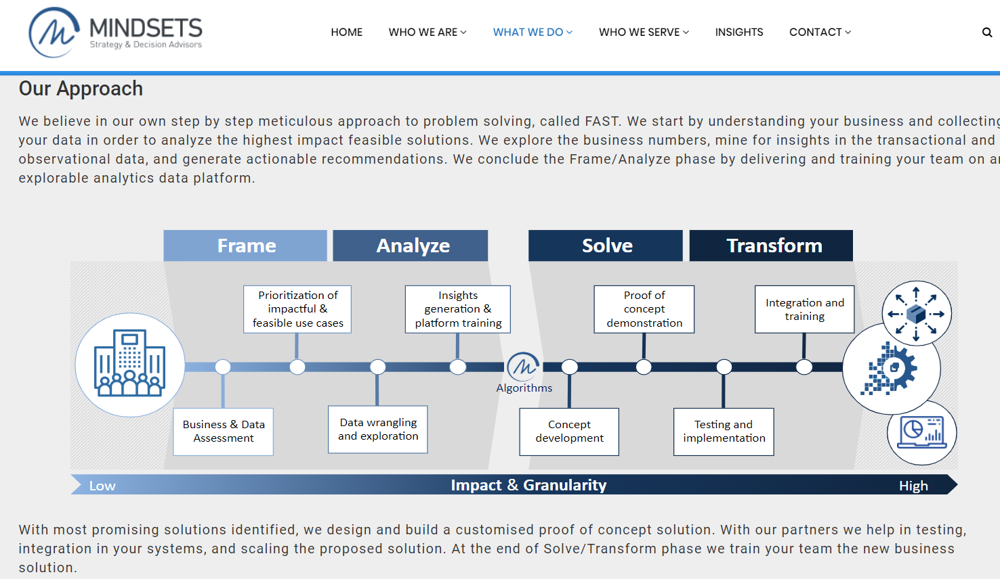 MINDSETS
Strategy & Decision Advisors
HOME
WHO WE ARE
WHAT WE DO
WHO WE SERVE
INSIGHTS
CONTACT
Our Approach
We believe in our own step by step meticulous approach to problem solving, called FAST. We start by understanding your business and collecting
your data in order to analyze the highest impact feasible solutions. We explore the business numbers, mine for insights in the transactional and
observational data, and generate actionable recommendations. We conclude the Frame/Analyze phase by delivering and training your team on
explorable analytics data platform.
Frame
Analyze
Solve
Transform
Prioritization of
impactful &
feasible use cases
Insights
generation &
platform training
Proof of
concept
demonstration
Integration and
training
Algorithms
Business & Data
Assessment
Data wrangling
and exploration
Concept
development
Testing and
implementation
Low
Impact & Granularity
High
With most promising solutions identified, we design and build a customised proof of concept solution. With our partners we help in testing,
integration in your systems, and scaling the proposed solution. At the end of Solve/Transform phase we train your team the new business
solution.